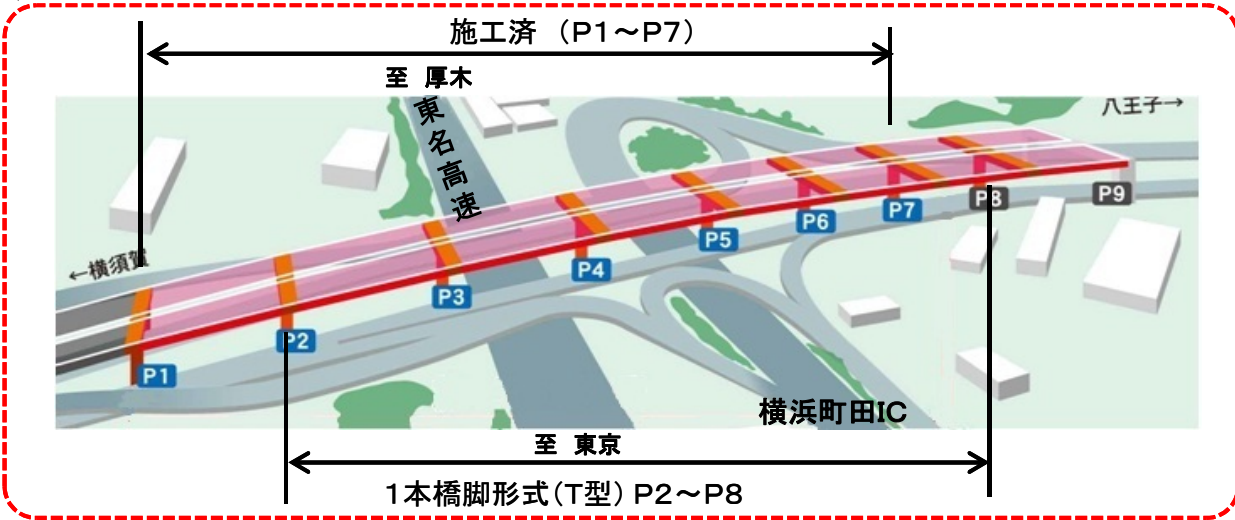 施工済 (P1～P7)
至 厚木
東名高速
八王子→
←横須賀
P1
P2
P3
P4
P5
P6
P7
P8
P9
横浜町田IC
至 東京
1本橋脚形式(T型) P2～P8